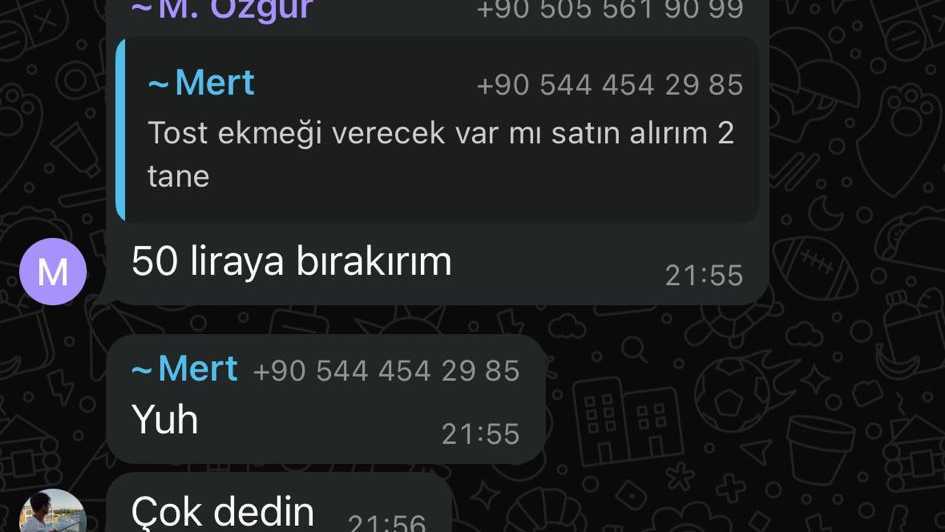 ~M. Özgür +90 505 561 90 99
~Mert +90 544 454 29 85
Tost ekmeği verecek var mı satın alırım 2
tane
50 liraya bırakırım
21:55
M
~Mert +90 544 454 29 85
Yuh
21:55
Çok dedin 21:56